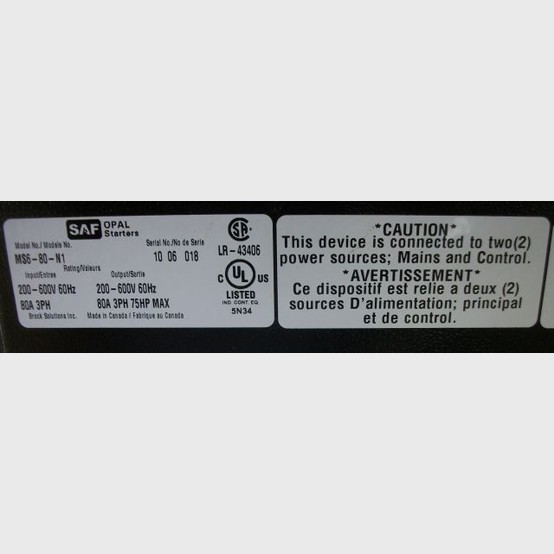 SAF OPAL Starters
Model No./Modele No. Serial No./No de Serie
MS6-80-N1 10 06 018
Rating/Valeurs
Input/Entree Output/Sortie
200-600V 60Hz 200-600V 60Hz
80A 3PH 80A 3PH 75HP MAX
Brock Solutions Inc. Made in Canada / Fabrique au Canada
LR-43406
C UL US
LISTED
IND. CONT. EQ.
5N34
*CAUTION*
This device is connected to two(2)
power sources; Mains and Control.
*AVERTISSEMENT*
Ce dispositif est relie a deux (2)
sources D'alimentation; principal
et de control.